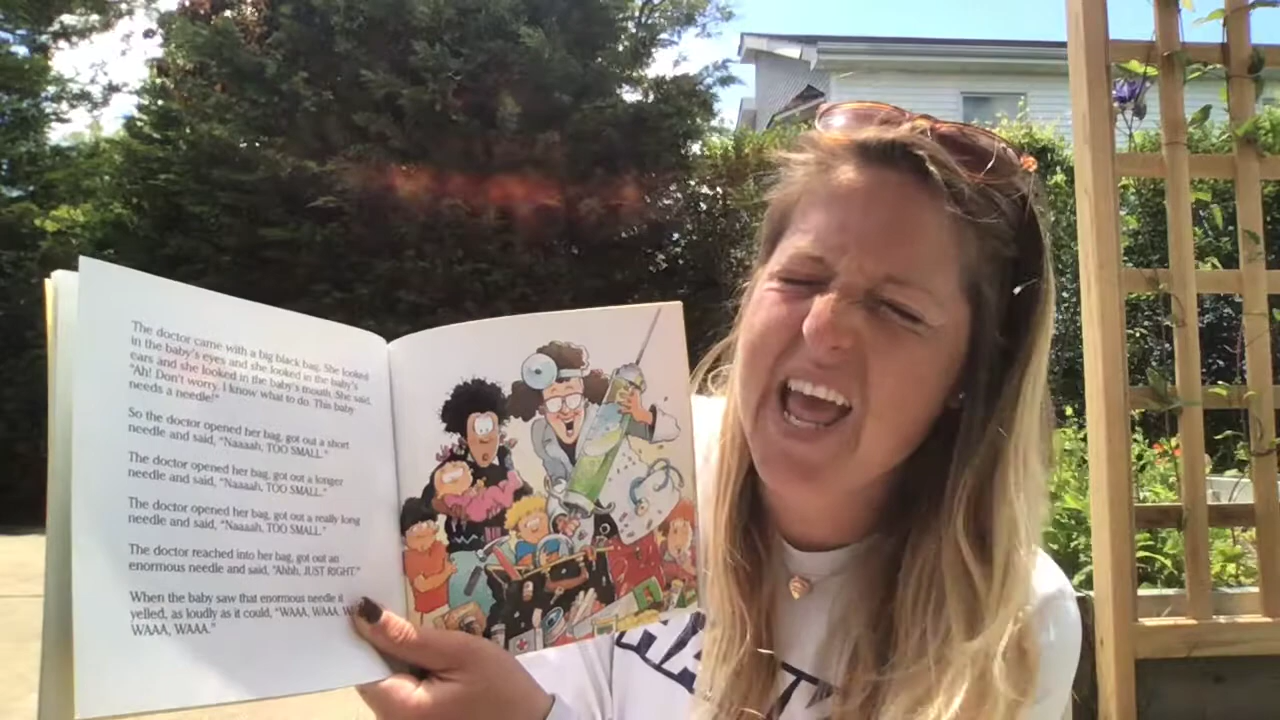 The doctor came with a big black bag. She looked
in the baby's eyes and she looked in the baby's
ears and she looked in the baby's mouth. She said,
"Ah! Don't worry. I know what to do. This baby
needs a needle!"
So the doctor opened her bag, got out a short
needle and said, "Naaaah, TOO SMALL."
The doctor opened her bag, got out a longer
needle and said, "Naaaah, TOO SMALL."
The doctor opened her bag, got out a really long
needle and said, "Naaaah, TOO SMALL."
The doctor reached into her bag, got out an
enormous needle and said, "Ahhh, JUST RIGHT."
When the baby saw that enormous needle it
yelled, as loudly as it could, "WAAA, WAAA, W
WAAA, WAAA."